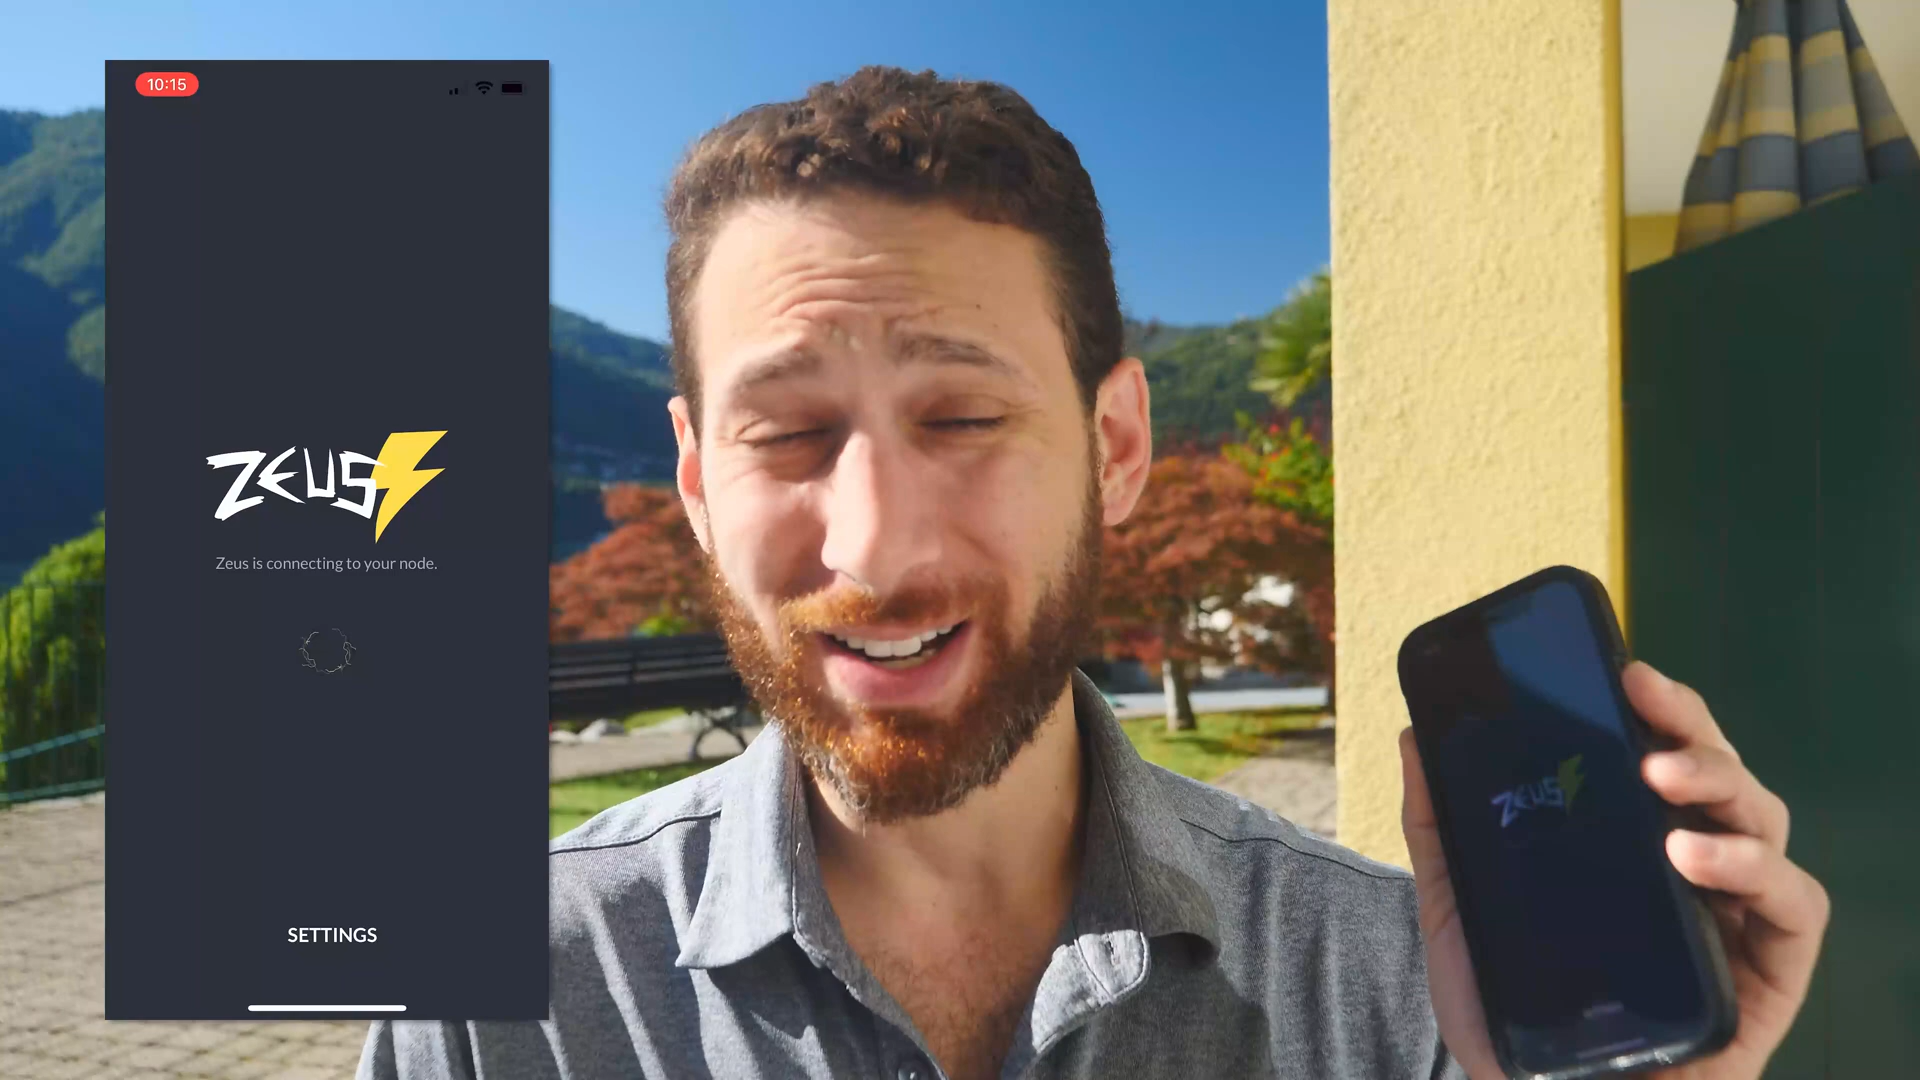 10:15
ZEUS
Zeus is connecting to your node.
SETTINGS
ZEUS